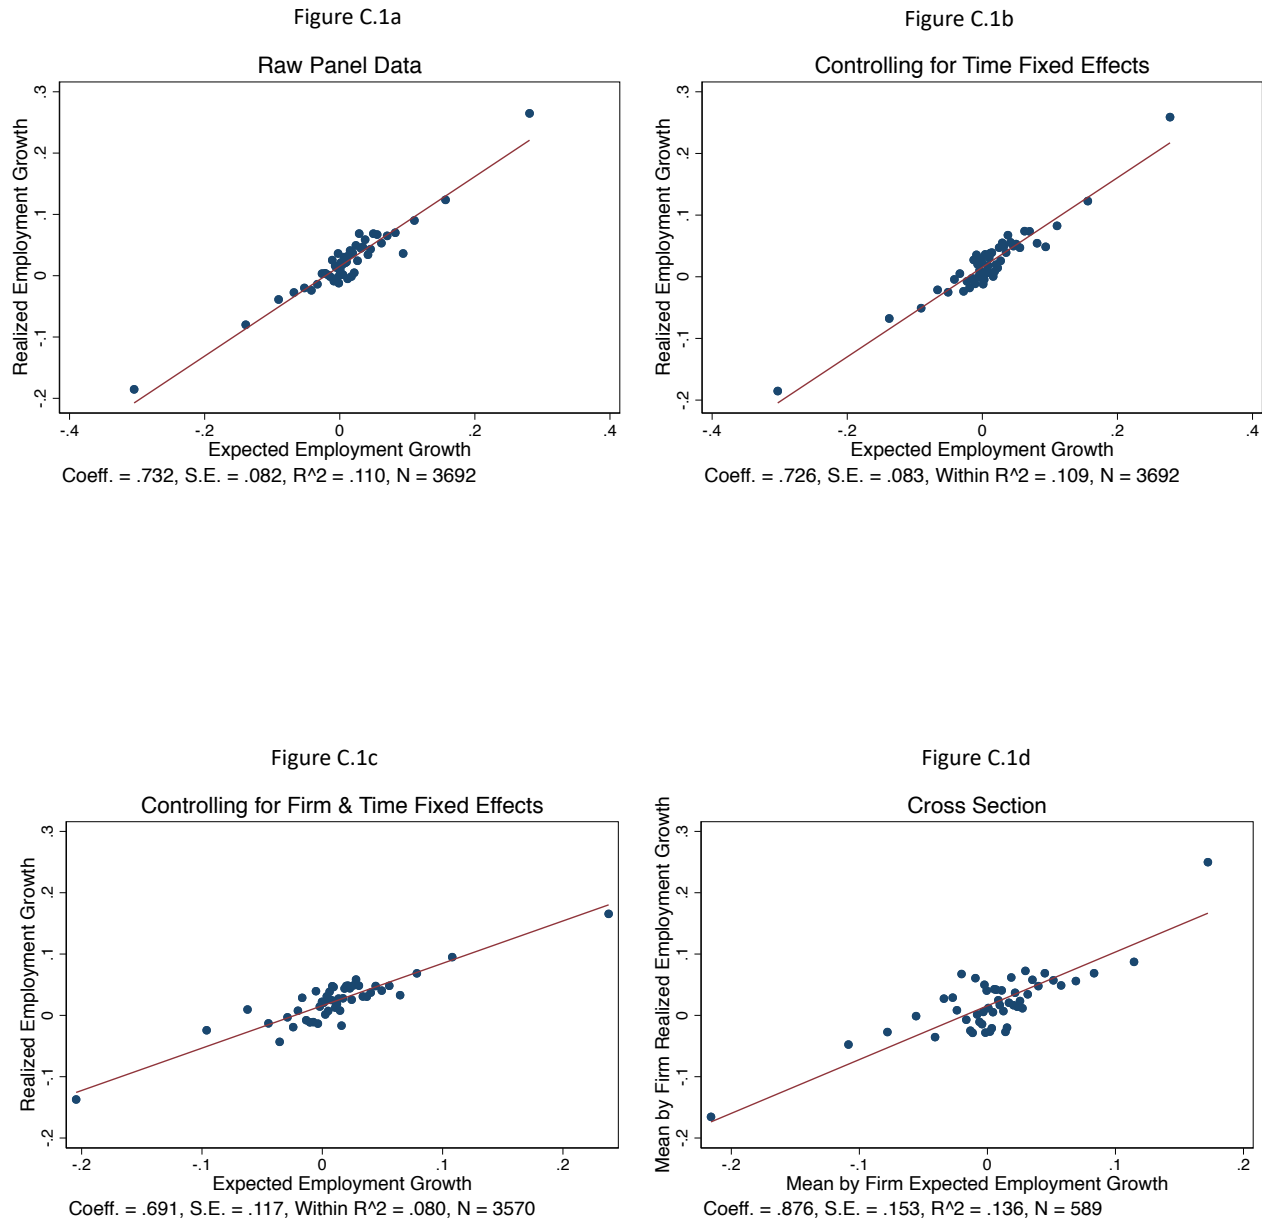 Figure C.1a
Raw Panel Data
Realized Employment Growth
.3
.2
.1
0
-.1
-.2
-.4
-.2
0
.2
.4
Expected Employment Growth
Coeff. = .732, S.E. = .082, R^2 = .110, N = 3692
Figure C.1b
Controlling for Time Fixed Effects
Realized Employment Growth
.3
.2
.1
0
-.1
-.2
-.4
-.2
0
.2
.4
Expected Employment Growth
Coeff. = .726, S.E. = .083, Within R^2 = .109, N = 3692
Figure C.1c
Controlling for Firm & Time Fixed Effects
Realized Employment Growth
.3
.2
.1
0
-.1
-.2
-.2
-.1
0
.1
.2
Expected Employment Growth
Coeff. = .691, S.E. = .117, Within R^2 = .080, N = 3570
Figure C.1d
Cross Section
Mean by Firm Realized Employment Growth
.3
.2
.1
0
-.1
-.2
-.2
-.1
0
.1
.2
Mean by Firm Expected Employment Growth
Coeff. = .876, S.E. = .153, R^2 = .136, N = 589